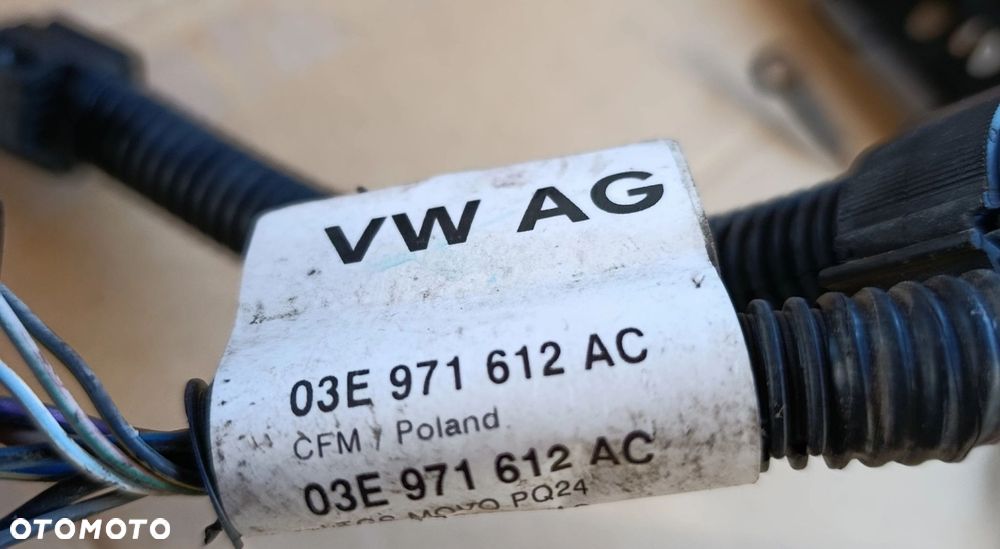 VW AG
03E 971 612 AC
CFM / Poland
03E 971 612 AC
PQ24
OTOMOTO